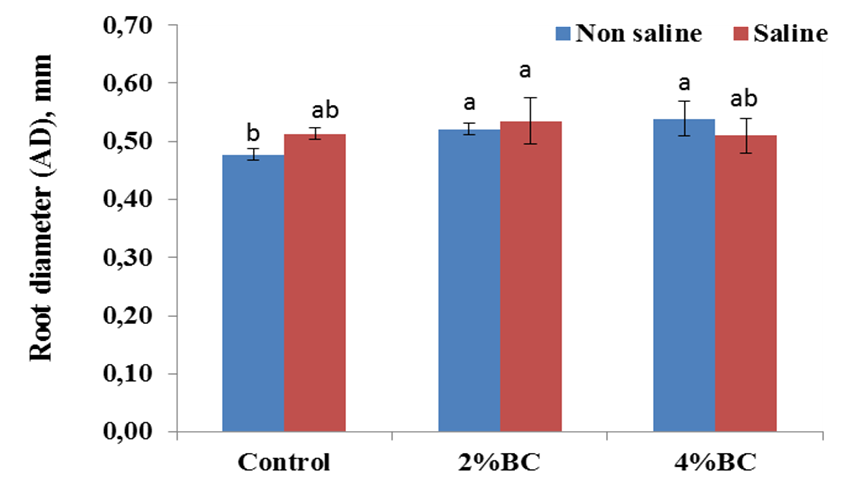 0,70
Non saline
Saline
0,60
0,50
0,40
0,30
0,20
0,10
0,00
Root diameter (AD), mm
b
ab
a
a
a
ab
Control
2%BC
4%BC